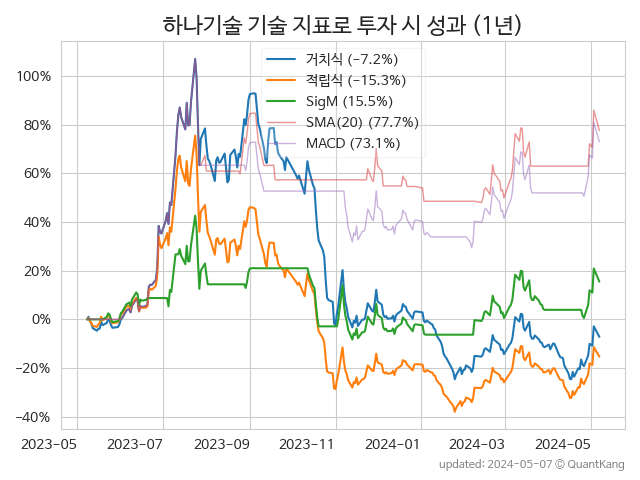 하나기술 기술 지표로 투자 시 성과 (1년)
거치식 (-7.2%)
적립식 (-15.3%)
SigM (15.5%)
SMA(20) (77.7%)
MACD (73.1%)
100%
80%
60%
40%
20%
0%
−20%
−40%
2023-05 2023-07 2023-09 2023-11 2024-01 2024-03 2024-05
updated: 2024-05-07 © QuantKang